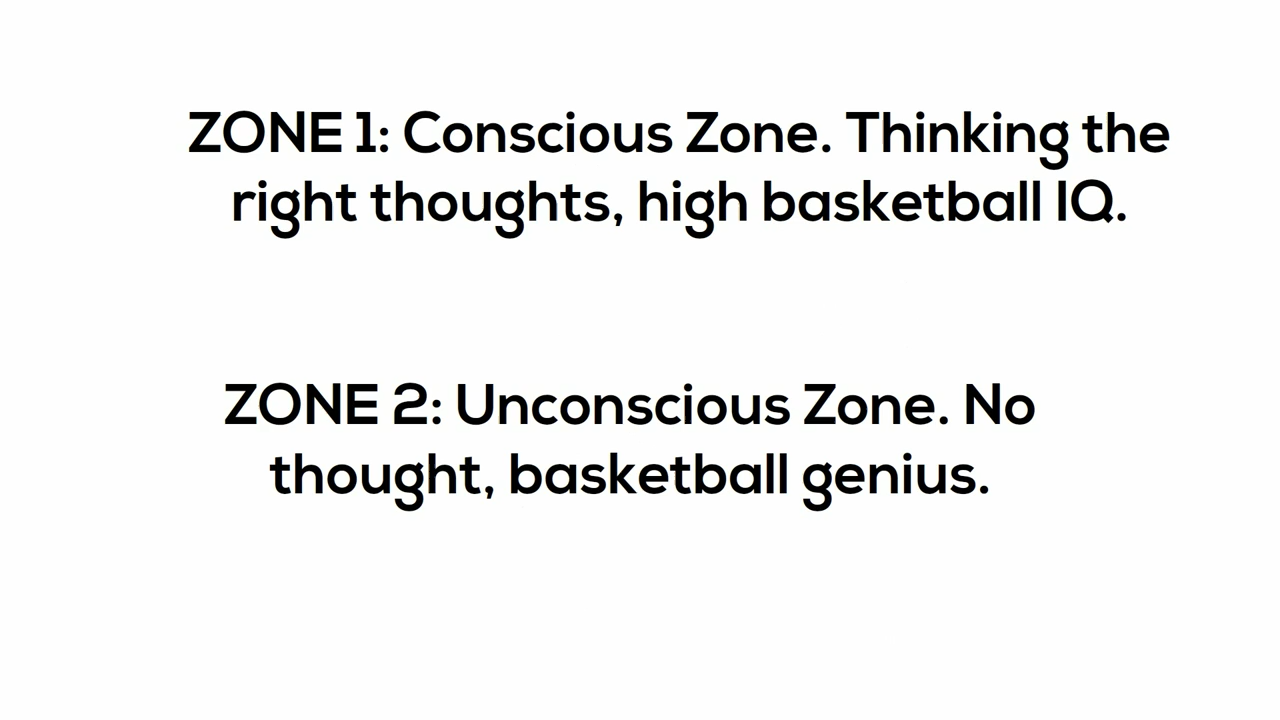 ZONE 1: Conscious Zone. Thinking the
right thoughts, high basketball IQ.
ZONE 2: Unconscious Zone. No
thought, basketball genius.